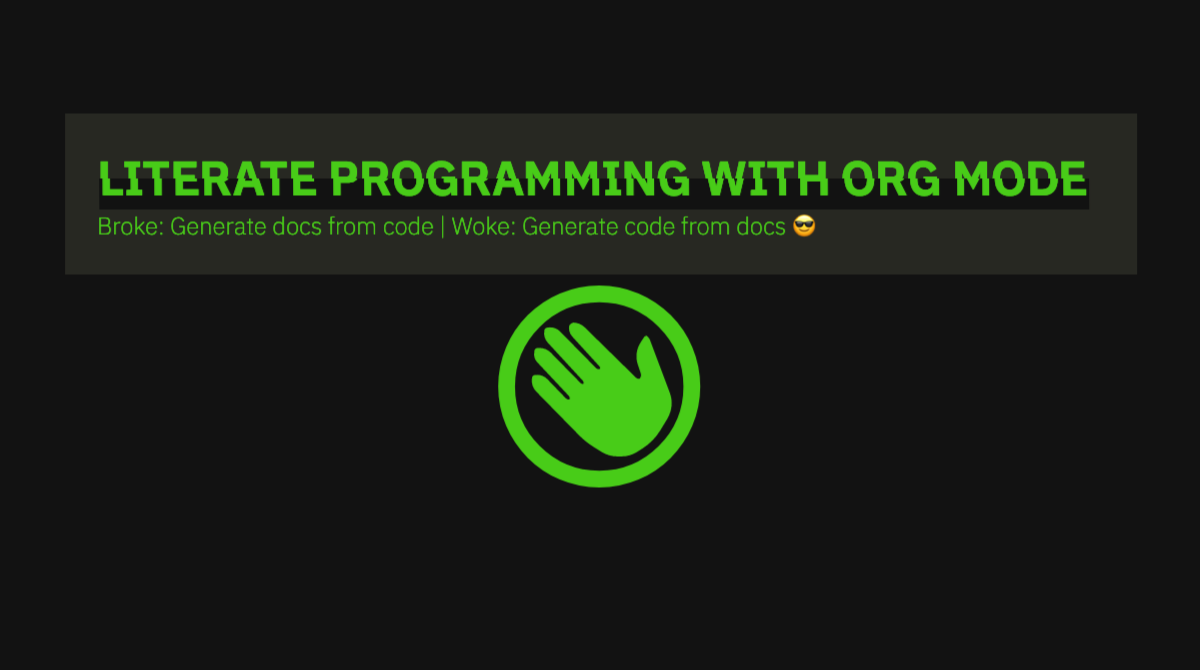 LITERATE PROGRAMMING WITH ORG MODE
Broke: Generate docs from code | Woke: Generate code from docs 😎